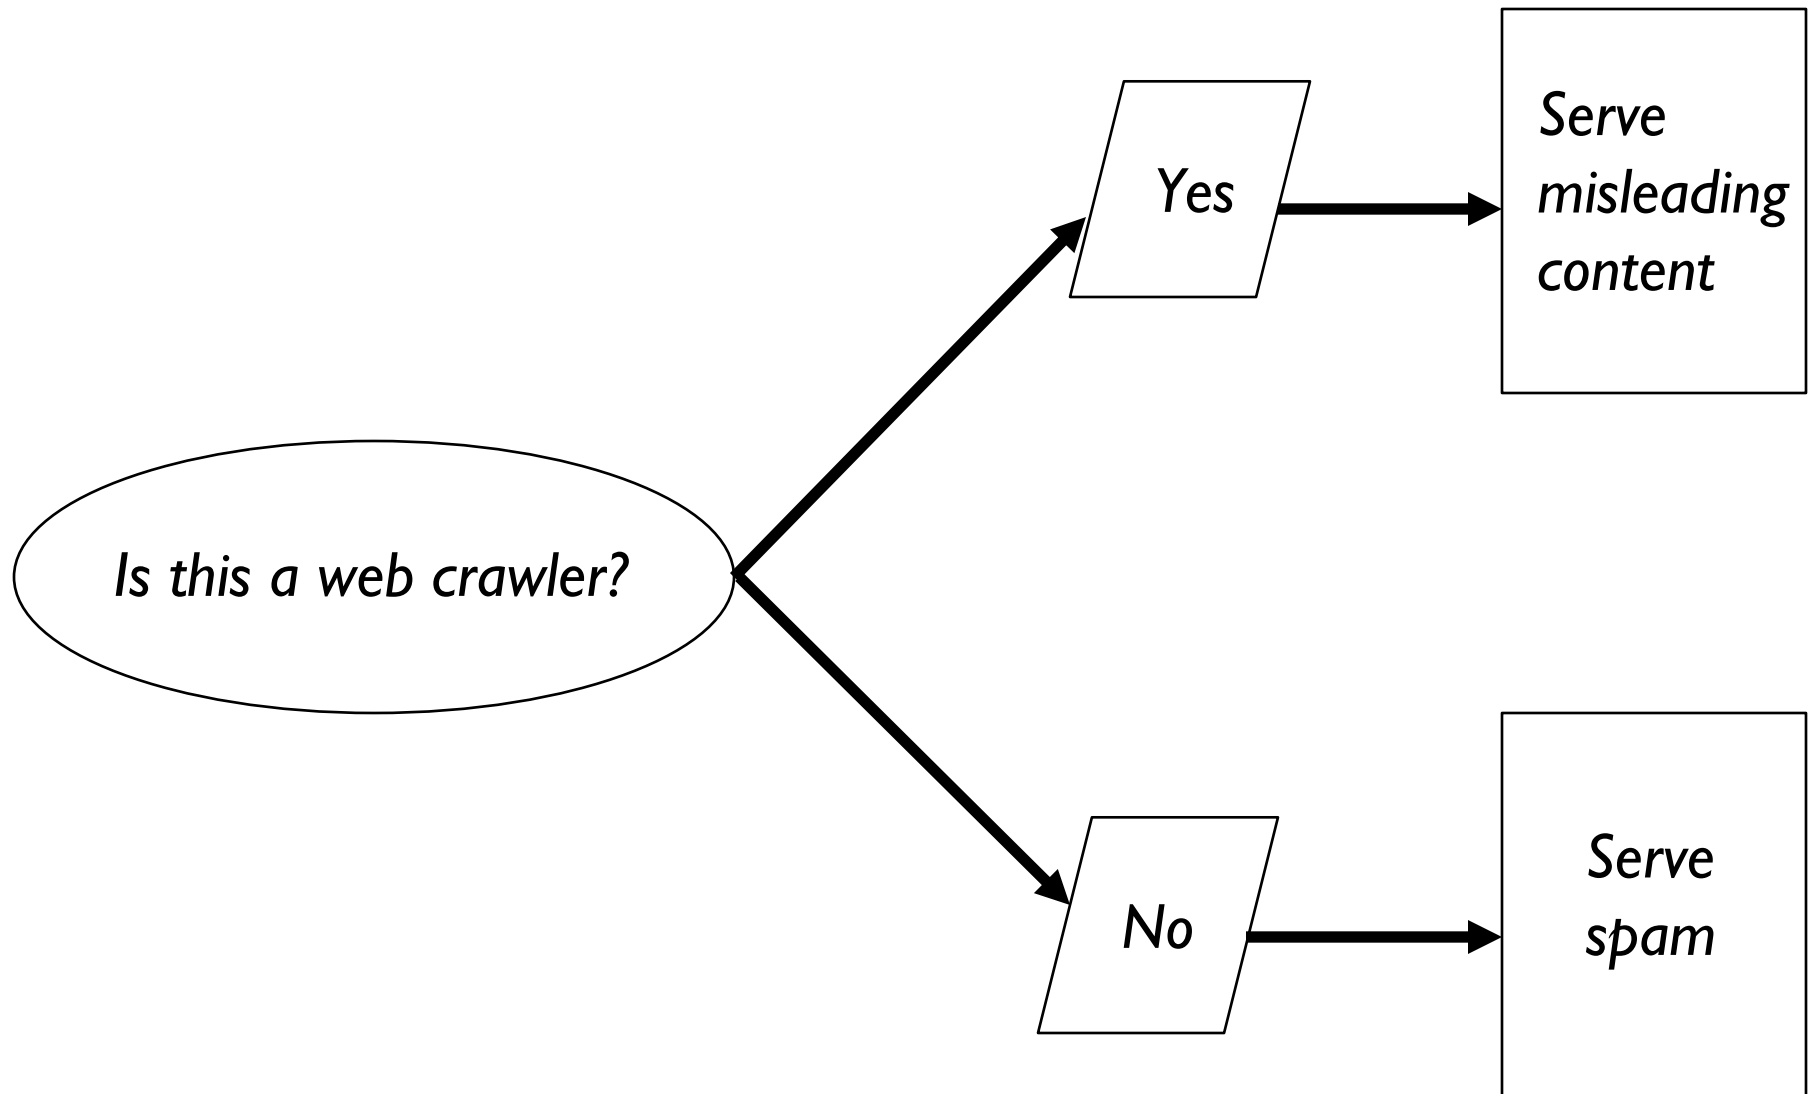 Is this a web crawler?
Yes
Serve
misleading
content
No
Serve
spam